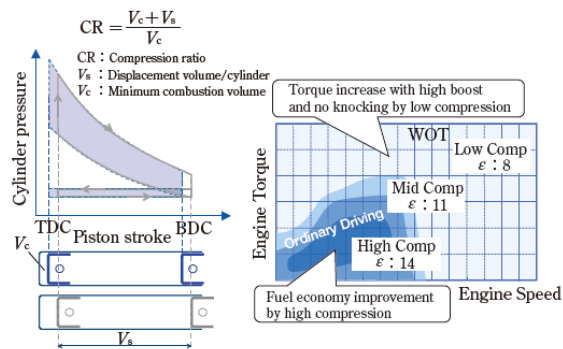 CR = (Vc + Vs) / Vc
CR : Compression ratio
Vs : Displacement volume/cylinder
Vc : Minimum combustion volume
Cylinder pressure
TDC
BDC
Piston stroke
Vc
Vs
Torque increase with high boost
and no knocking by low compression
WOT
Low Comp
ε : 8
Mid Comp
ε : 11
Ordinary Driving
High Comp
ε : 14
Engine Torque
Engine Speed
Fuel economy improvement
by high compression